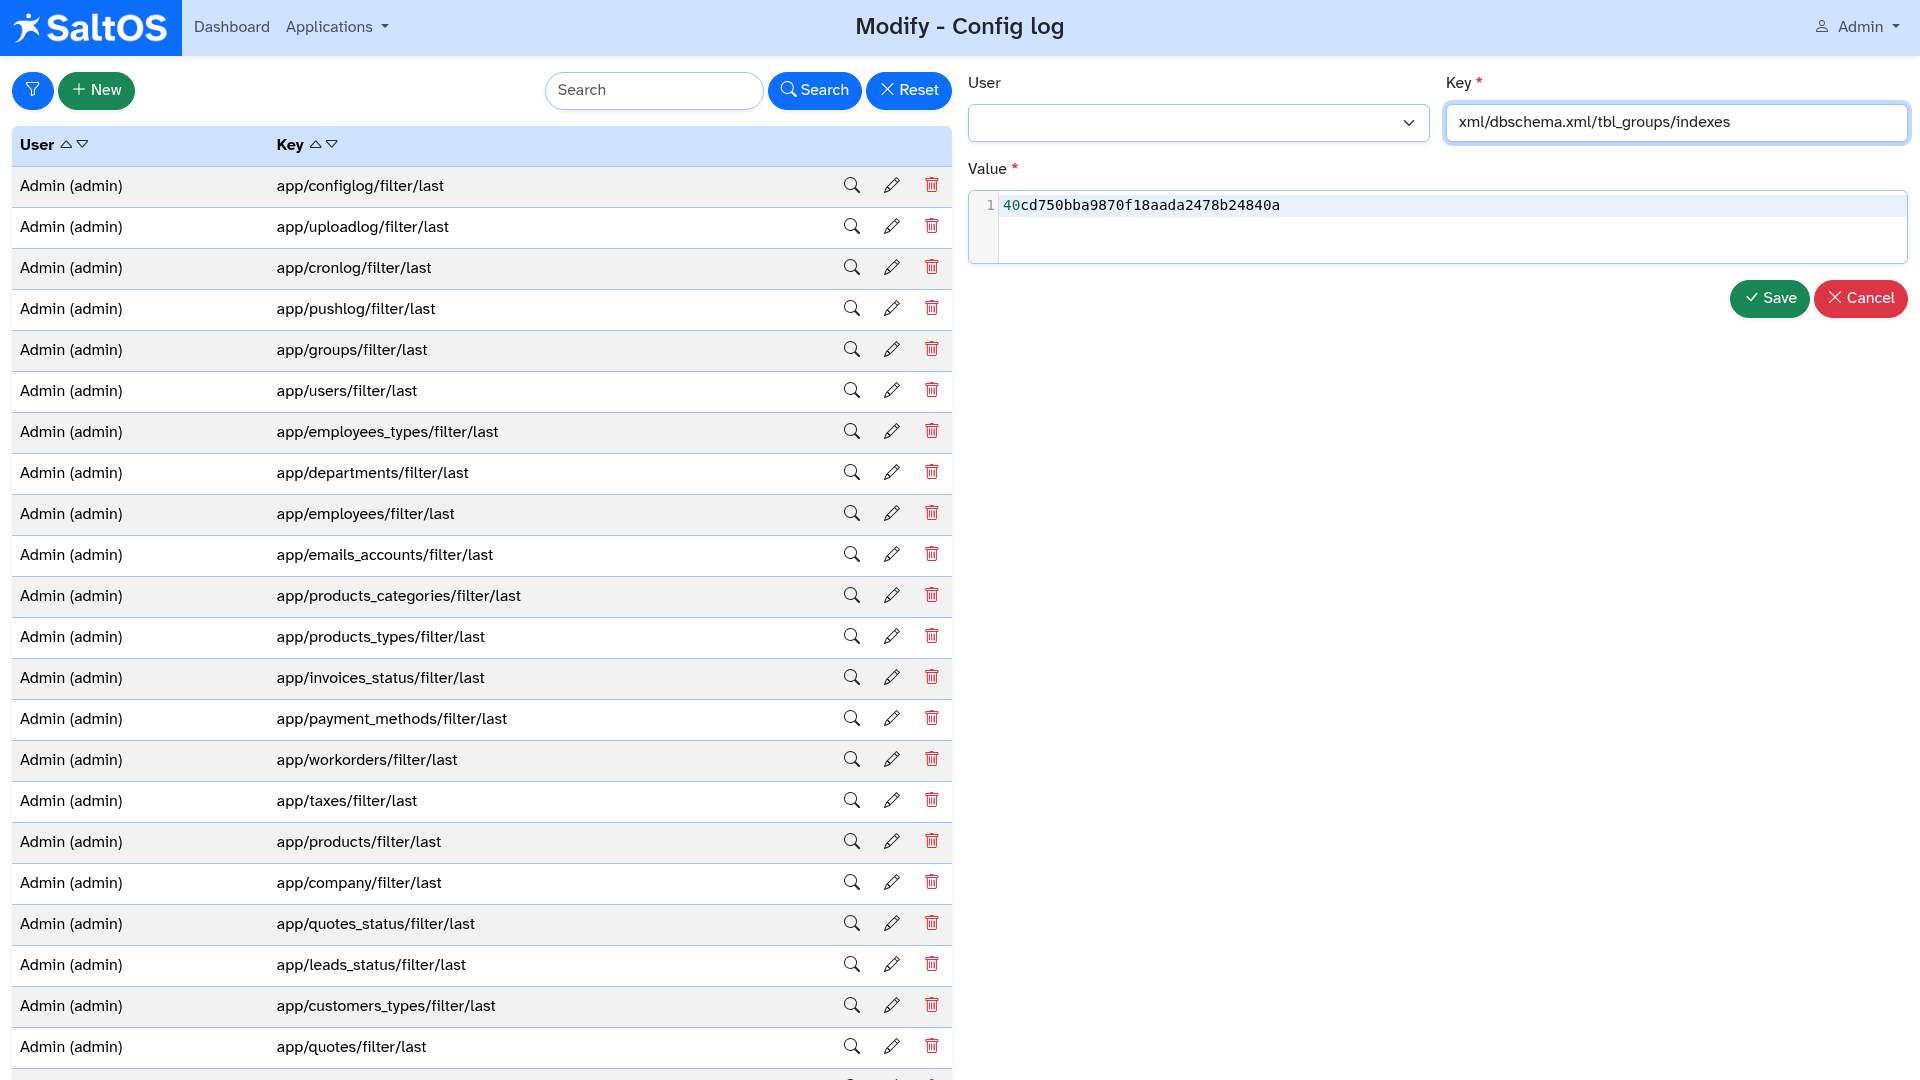 SaltOS Dashboard Applications Modify - Config log Admin
New Search Search Reset
User Key
Admin (admin) app/configlog/filter/last
Admin (admin) app/uploadlog/filter/last
Admin (admin) app/cronlog/filter/last
Admin (admin) app/pushlog/filter/last
Admin (admin) app/groups/filter/last
Admin (admin) app/users/filter/last
Admin (admin) app/employees_types/filter/last
Admin (admin) app/departments/filter/last
Admin (admin) app/employees/filter/last
Admin (admin) app/emails_accounts/filter/last
Admin (admin) app/products_categories/filter/last
Admin (admin) app/products_types/filter/last
Admin (admin) app/invoices_status/filter/last
Admin (admin) app/payment_methods/filter/last
Admin (admin) app/workorders/filter/last
Admin (admin) app/taxes/filter/last
Admin (admin) app/products/filter/last
Admin (admin) app/company/filter/last
Admin (admin) app/quotes_status/filter/last
Admin (admin) app/leads_status/filter/last
Admin (admin) app/customers_types/filter/last
Admin (admin) app/quotes/filter/last
User Key *
xml/dbschema.xml/tbl_groups/indexes
Value *
1 40cd750bba9870f18aada2478b24840a
Save Cancel